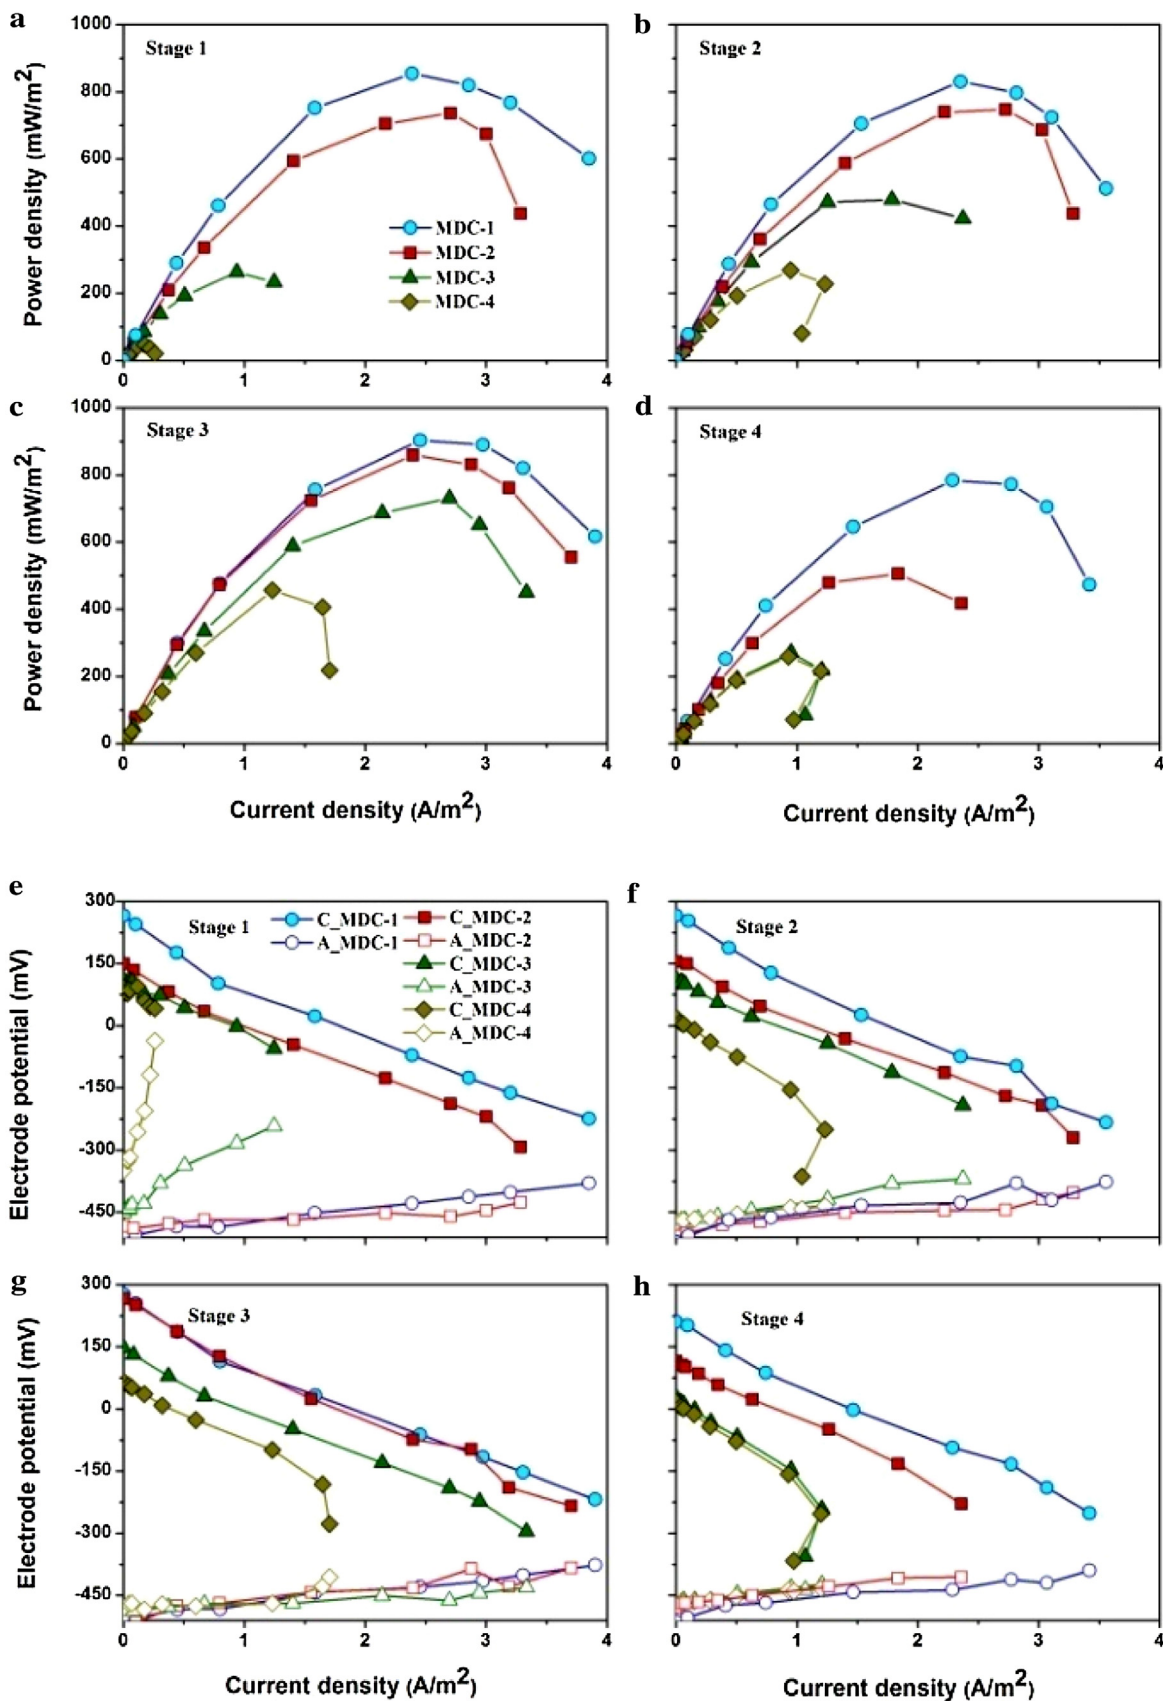 a
b
1000
800
600
400
200
0
Power density (mW/m2)
Stage 1
MDC-1
MDC-2
MDC-3
MDC-4
0 1 2 3 4
Stage 2
0 1 2 3 4
c
d
1000
800
600
400
200
0
Power density (mW/m2)
Stage 3
0 1 2 3 4
Current density (A/m2)
Stage 4
0 1 2 3 4
Current density (A/m2)
e
f
300
150
0
-150
-300
-450
Electrode potential (mV)
Stage 1
C_MDC-1
A_MDC-1
C_MDC-2
A_MDC-2
C_MDC-3
A_MDC-3
C_MDC-4
A_MDC-4
Stage 2
g
h
300
150
0
-150
-300
-450
Electrode potential (mV)
Stage 3
0 1 2 3 4
Current density (A/m2)
Stage 4
0 1 2 3 4
Current density (A/m2)